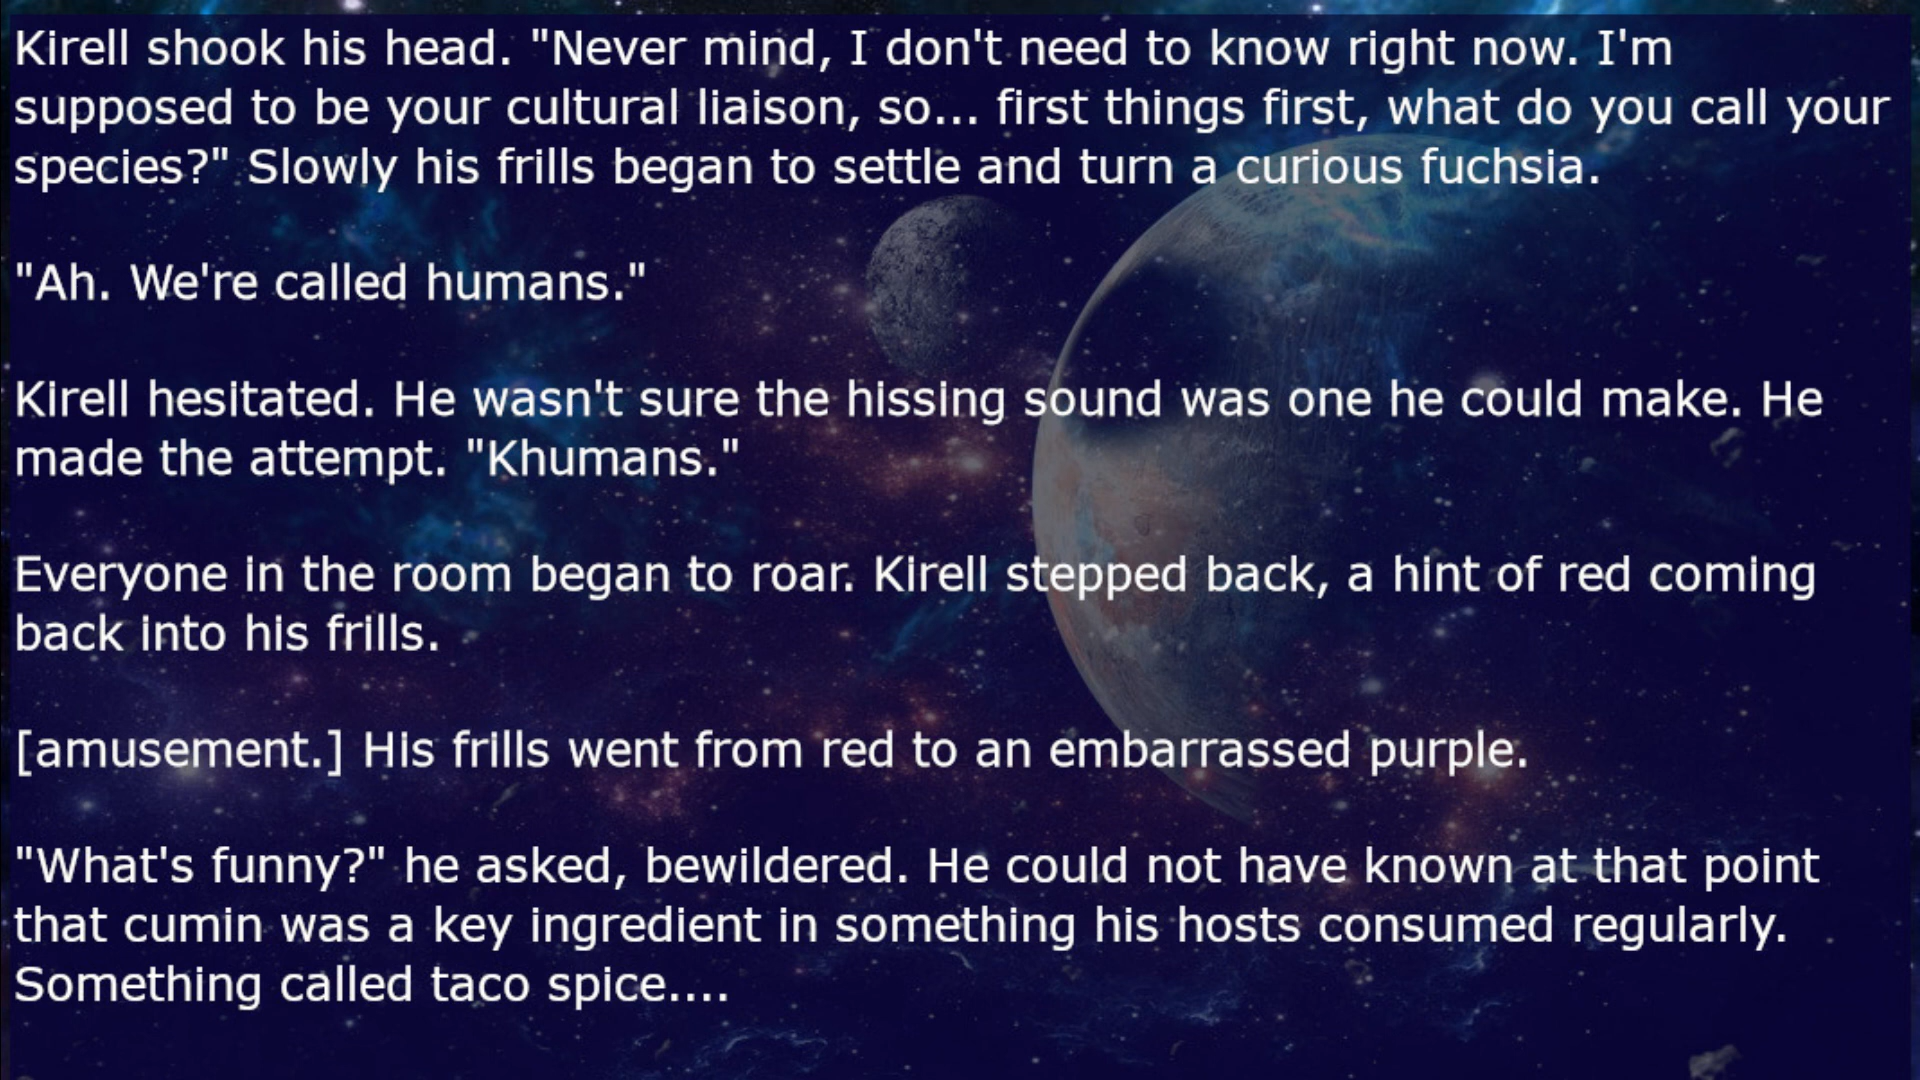 Kirell shook his head. "Never mind, I don't need to know right now. I'm
supposed to be your cultural liaison, so... first things first, what do you call your
species?" Slowly his frills began to settle and turn a curious fuchsia.
"Ah. We're called humans."
Kirell hesitated. He wasn't sure the hissing sound was one he could make. He
made the attempt. "Khumans."
Everyone in the room began to roar. Kirell stepped back, a hint of red coming
back into his frills.
[amusement.] His frills went from red to an embarrassed purple.
"What's funny?" he asked, bewildered. He could not have known at that point
that cumin was a key ingredient in something his hosts consumed regularly.
Something called taco spice....